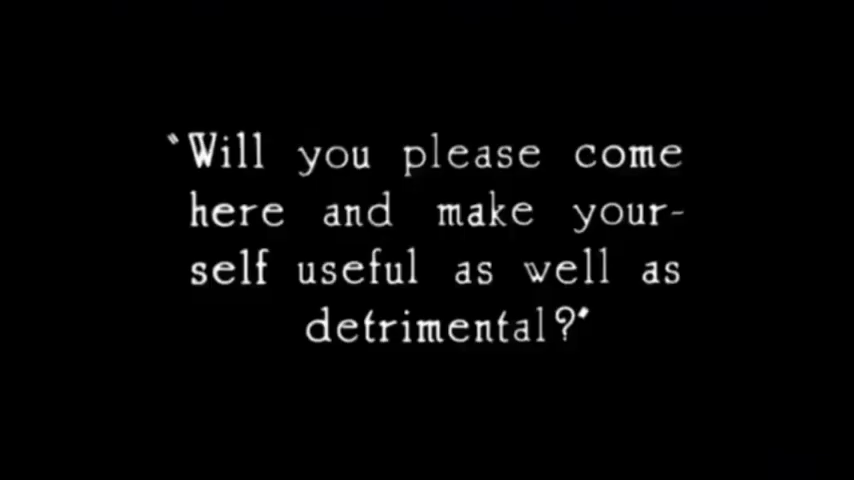 "Will you please come
here and make your-
self useful as well as
detrimental?"